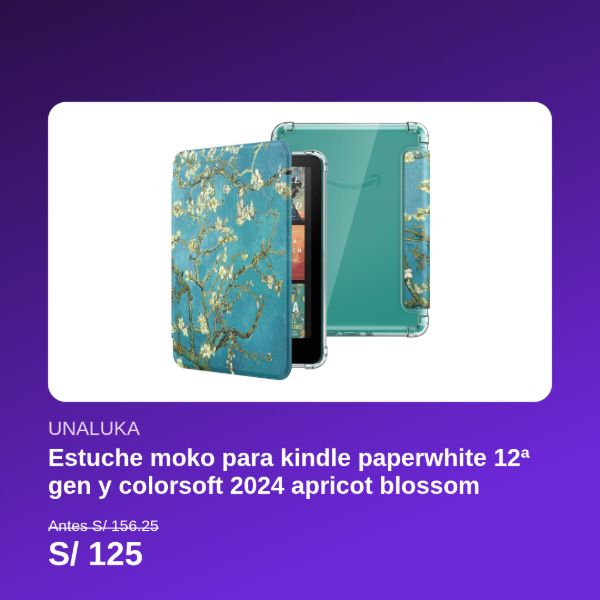 UNALUKA
Estuche moko para kindle paperwhite 12ª
gen y colorsoft 2024 apricot blossom
Antes S/ 156.25
S/ 125